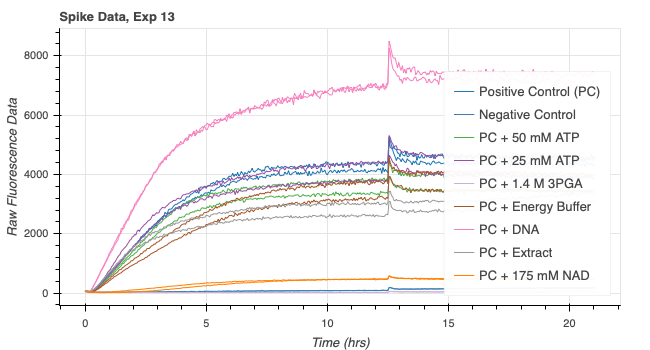 Spike Data, Exp 13
Raw Fluorescence Data
8000
6000
4000
2000
0
Positive Control (PC)
Negative Control
PC + 50 mM ATP
PC + 25 mM ATP
PC + 1.4 M 3PGA
PC + Energy Buffer
PC + DNA
PC + Extract
PC + 175 mM NAD
0 5 10 15 20
Time (hrs)